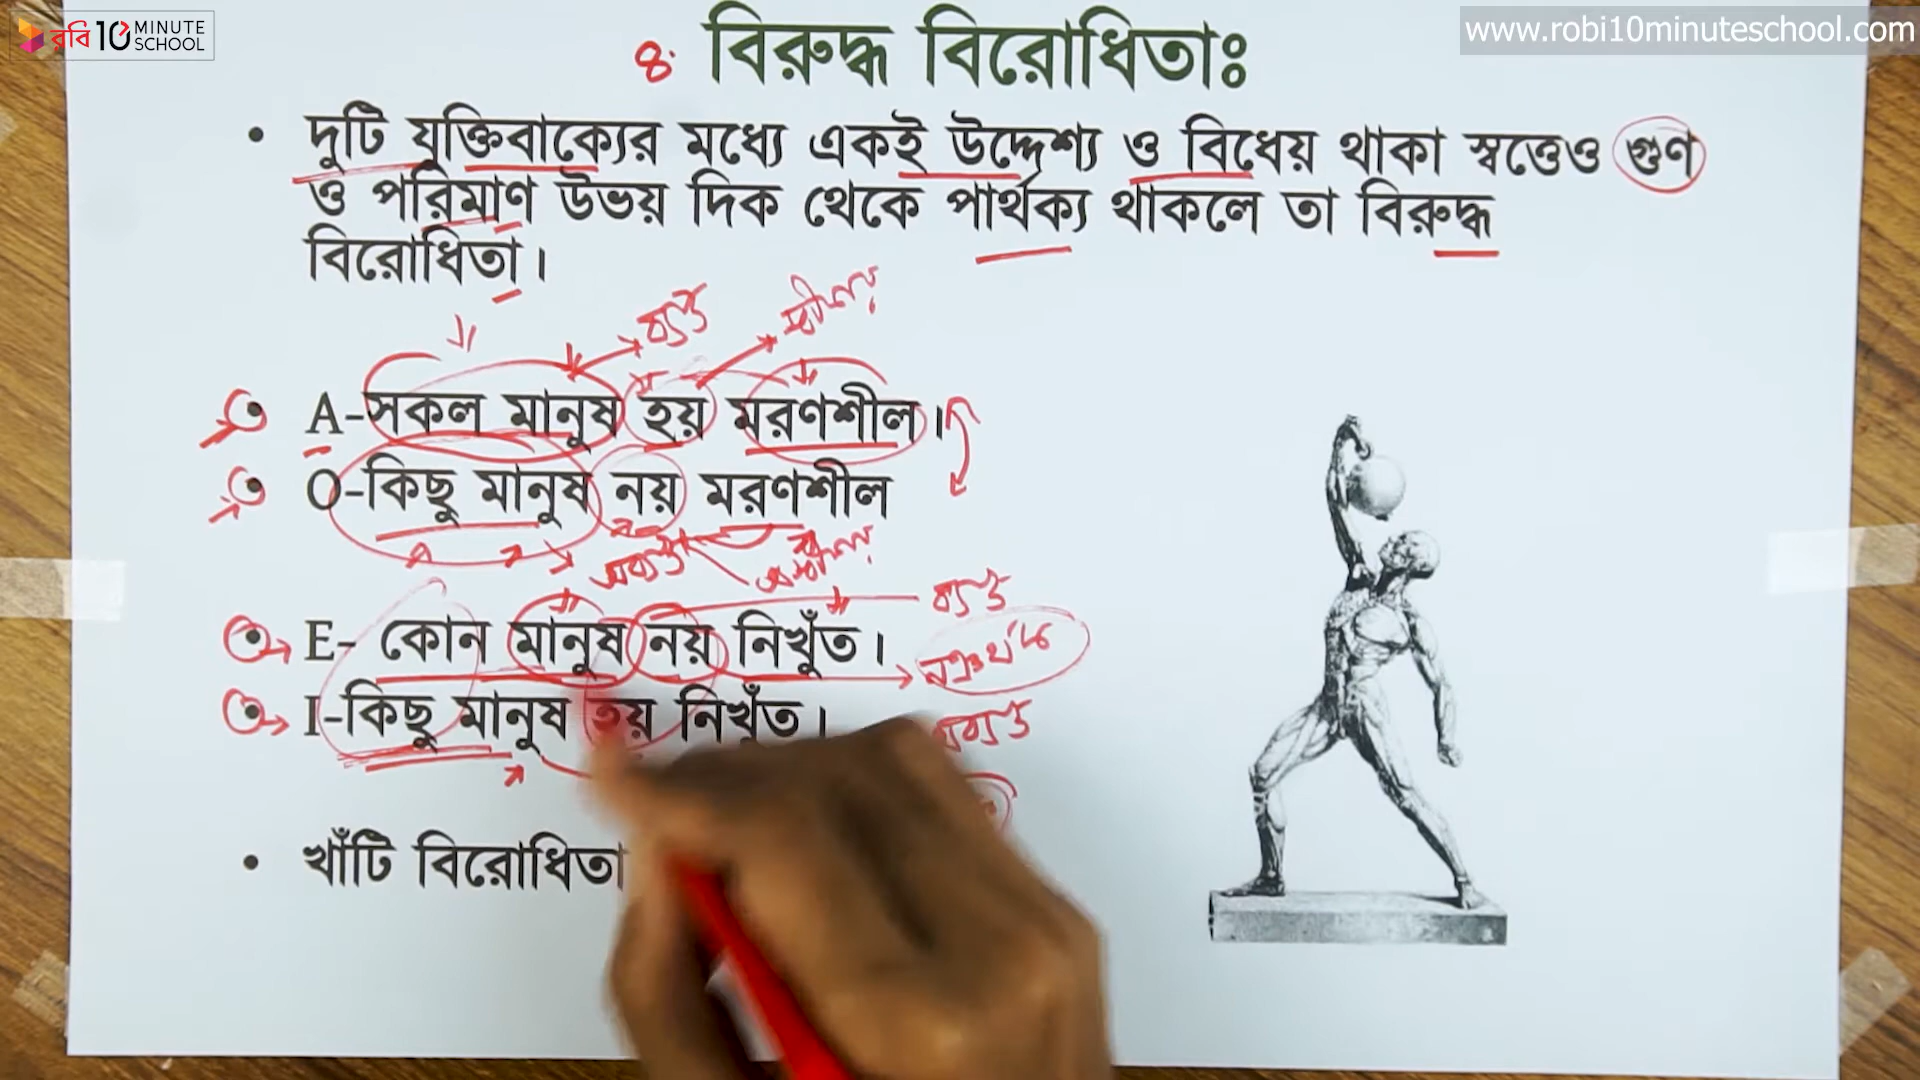 রবি 10 MINUTE SCHOOL
www.robi10minuteschool.com
৪. বিরুদ্ধ বিরোধিতাঃ
• দুটি যুক্তিবাক্যের মধ্যে একই উদ্দেশ্য ও বিধেয় থাকা স্বত্তেও গুণ
ও পরিমাণ উভয় দিক থেকে পার্থক্য থাকলে তা বিরুদ্ধ
বিরোধিতা।
A-সকল মানুষ হয় মরণশীল।
O-কিছু মানুষ নয় মরণশীল
E- কোন মানুষ নয় নিখুঁত।
I-কিছু মানুষ হয় নিখুঁত।
• খাঁটি বিরোধিতা